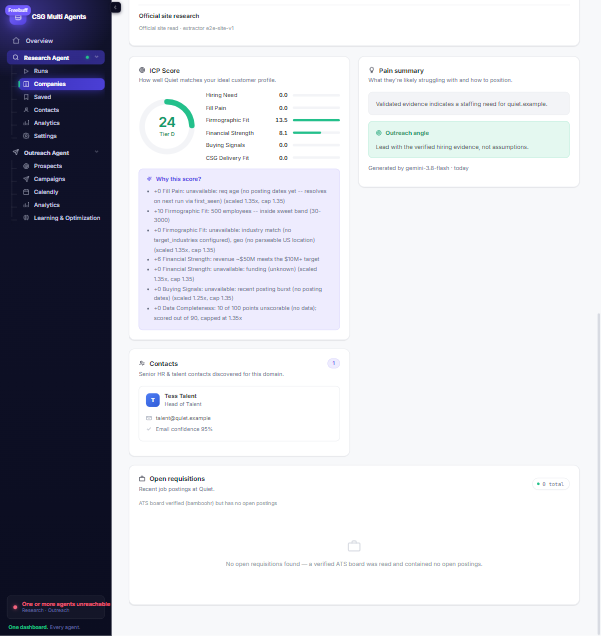 Freebuff
CSG Multi Agents
Overview
Research Agent
Runs
Companies
Saved
Contacts
Analytics
Settings
Outreach Agent
Prospects
Campaigns
Calendly
Analytics
Learning & Optimization
One or more agents unreachable
Research · Outreach
One dashboard. Every agent.
Official site research
Official site read · extractor a2a-site-v1
ICP Score
How well Quiet matches your ideal customer profile.
24
Tier D
Hiring Need 0.0
Fill Pain 0.0
Firmographic Fit 13.5
Financial Strength 8.1
Buying Signals 0.0
CSG Delivery Fit 0.0
Why this score?
+0 Fill Pain: unavailable: req age (no posting dates yet — resolves
on next run via first_seen) (scaled 1.35x, cap 1.35)
+10 Firmographic Fit: 500 employees — inside sweet band (30-
3000)
+0 Firmographic Fit: unavailable: industry match (no
target_industries configured), geo (no parseable US location)
(scaled 1.35x, cap 1.35)
+6 Financial Strength: revenue ~$50M meets the $10M+ target
+0 Financial Strength: unavailable: funding (unknown) (scaled
1.35x, cap 1.35)
+0 Buying Signals: unavailable: recent posting burst (no posting
dates) (scaled 1.25x, cap 1.35)
+0 Data Completeness: 10 of 100 points unscorable (no data);
scored out of 90, capped at 1.35x
Pain summary
What they're likely struggling with and how to position.
Validated evidence indicates a staffing need for quiet.example.
Outreach angle
Lead with the verified hiring evidence, not assumptions.
Generated by gemini-3.6-flash · today
Contacts
1
Senior HR & talent contacts discovered for this domain.
T
Tess Talent
Head of Talent
talent@quiet.example
Email confidence 95%
Open requisitions
0 total
Recent job postings at Quiet.
ATS board verified (bamboohr) but has no open postings
No open requisitions found — a verified ATS board was read and contained no open postings.